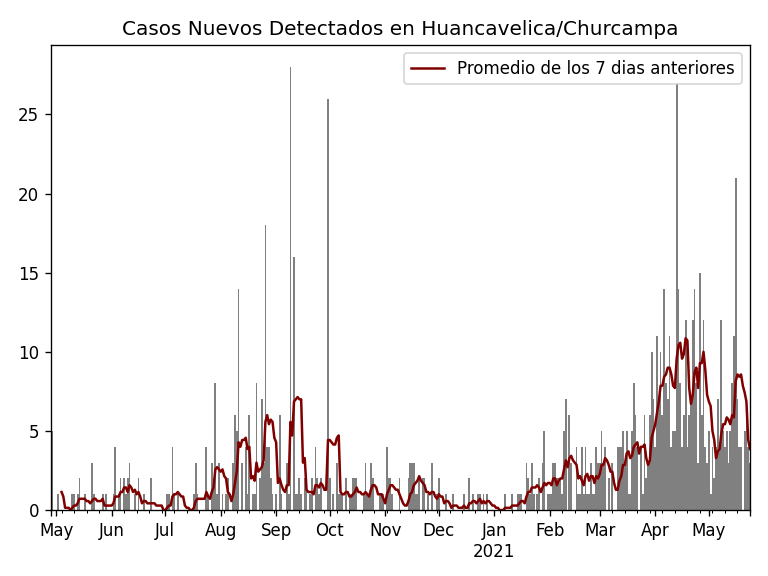 Casos Nuevos Detectados en Huancavelica/Churcampa
Promedio de los 7 dias anteriores
25
20
15
10
5
0
May Jun Jul Aug Sep Oct Nov Dec Jan Feb Mar Apr May
2021